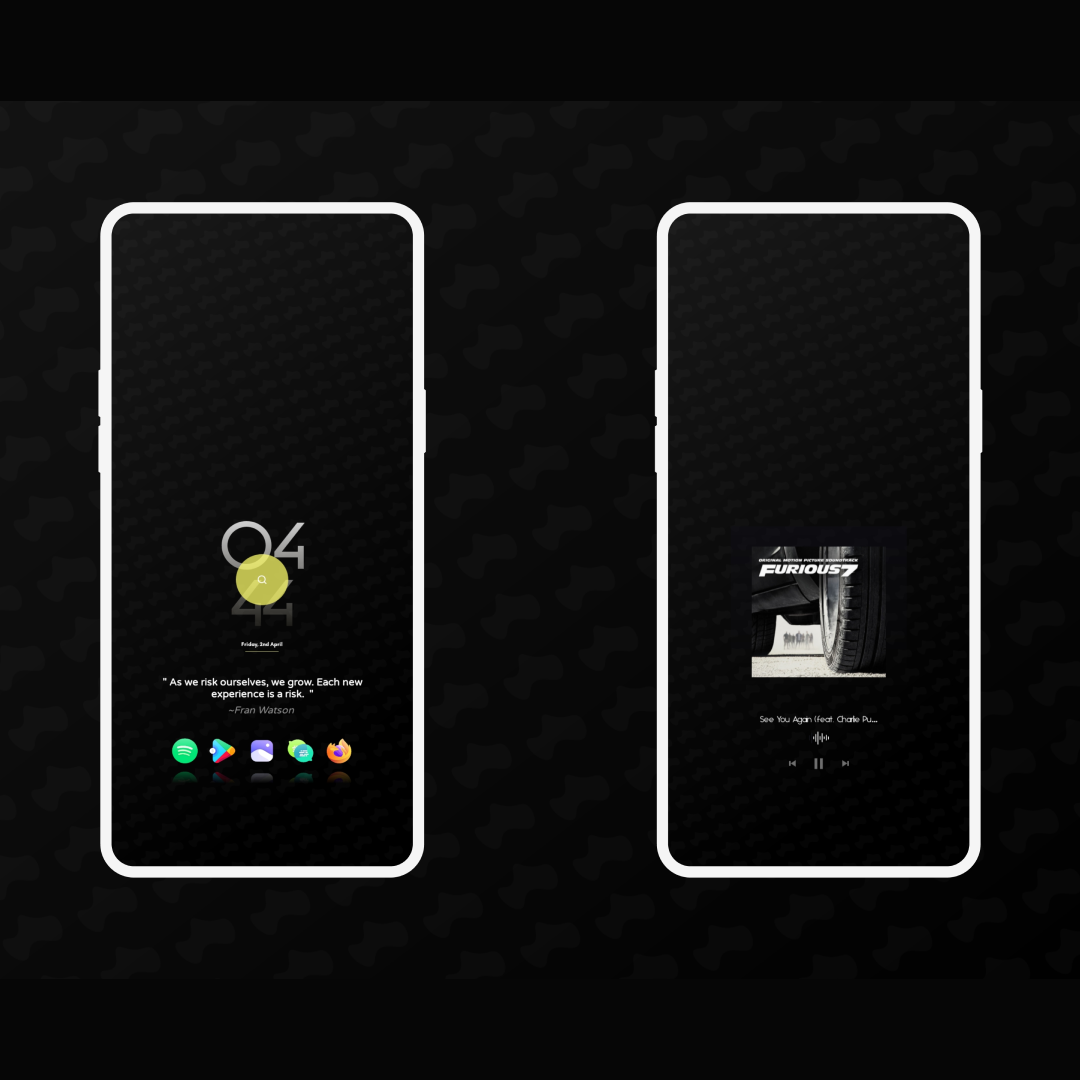 04
44
Friday, 2nd April
" As we risk ourselves, we grow. Each new
experience is a risk. "
~Fran Watson
ORIGINAL MOTION PICTURE SOUNDTRACK
FURIOUS7
See You Again (feat. Charlie Pu...